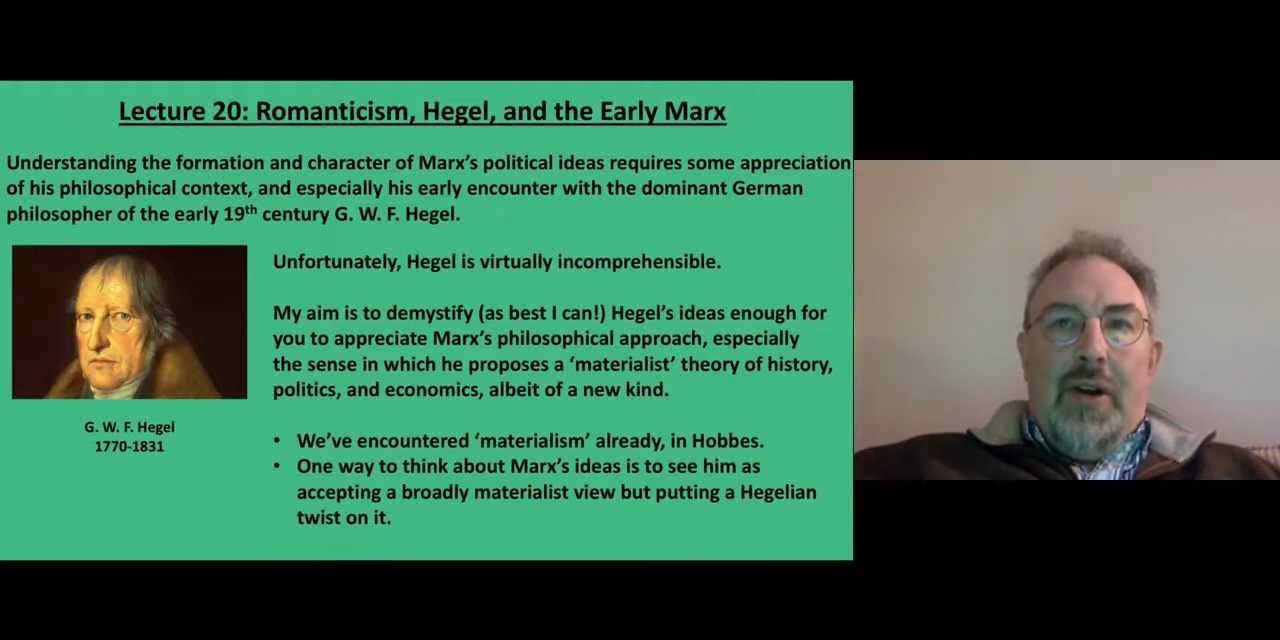 Lecture 20: Romanticism, Hegel, and the Early Marx
Understanding the formation and character of Marx’s political ideas requires some appreciation
of his philosophical context, and especially his early encounter with the dominant German
philosopher of the early 19th century G. W. F. Hegel.
Unfortunately, Hegel is virtually incomprehensible.
My aim is to demystify (as best I can!) Hegel’s ideas enough for
you to appreciate Marx’s philosophical approach, especially
the sense in which he proposes a ‘materialist’ theory of history,
politics, and economics, albeit of a new kind.
G. W. F. Hegel
1770-1831
• We’ve encountered ‘materialism’ already, in Hobbes.
• One way to think about Marx’s ideas is to see him as
accepting a broadly materialist view but putting a Hegelian
twist on it.